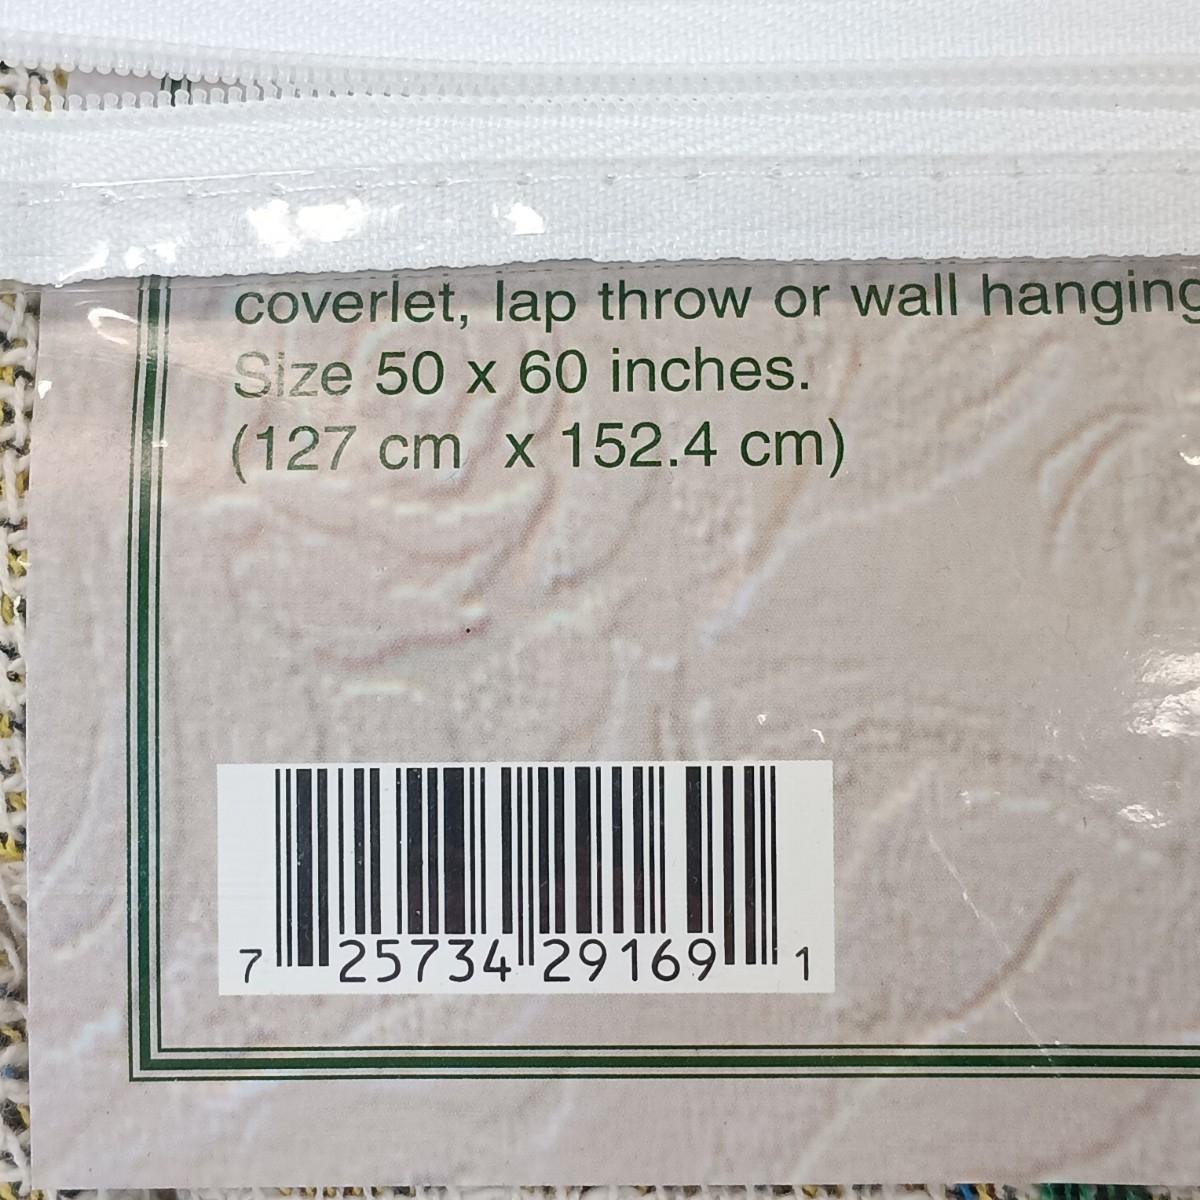 coverlet, lap throw or wall hanging
Size 50 x 60 inches.
(127 cm x 152.4 cm)
7 25734 29169 1